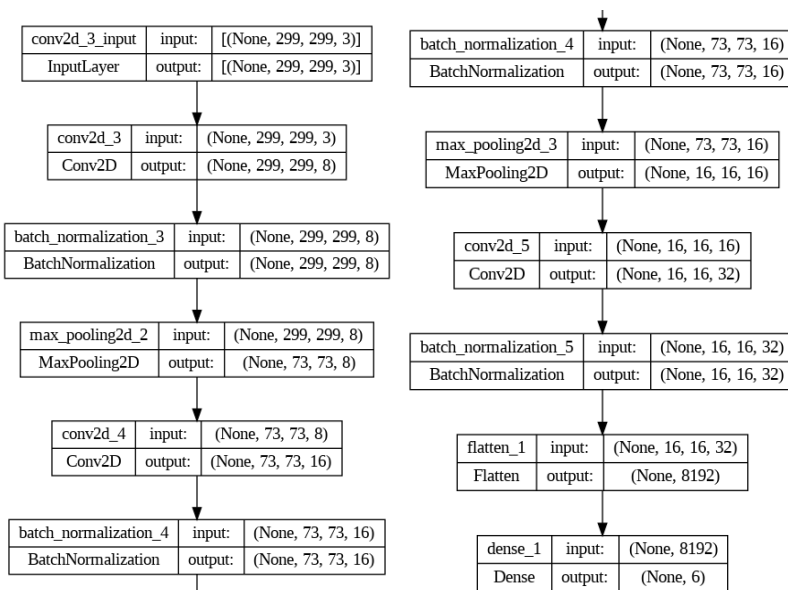 conv2d_3_input input: [(None, 299, 299, 3)]
InputLayer output: [(None, 299, 299, 3)]
conv2d_3 input: (None, 299, 299, 3)
Conv2D output: (None, 299, 299, 8)
batch_normalization_3 input: (None, 299, 299, 8)
BatchNormalization output: (None, 299, 299, 8)
max_pooling2d_2 input: (None, 299, 299, 8)
MaxPooling2D output: (None, 73, 73, 8)
conv2d_4 input: (None, 73, 73, 8)
Conv2D output: (None, 73, 73, 16)
batch_normalization_4 input: (None, 73, 73, 16)
BatchNormalization output: (None, 73, 73, 16)
batch_normalization_4 input: (None, 73, 73, 16)
BatchNormalization output: (None, 73, 73, 16)
max_pooling2d_3 input: (None, 73, 73, 16)
MaxPooling2D output: (None, 16, 16, 16)
conv2d_5 input: (None, 16, 16, 16)
Conv2D output: (None, 16, 16, 32)
batch_normalization_5 input: (None, 16, 16, 32)
BatchNormalization output: (None, 16, 16, 32)
flatten_1 input: (None, 16, 16, 32)
Flatten output: (None, 8192)
dense_1 input: (None, 8192)
Dense output: (None, 6)